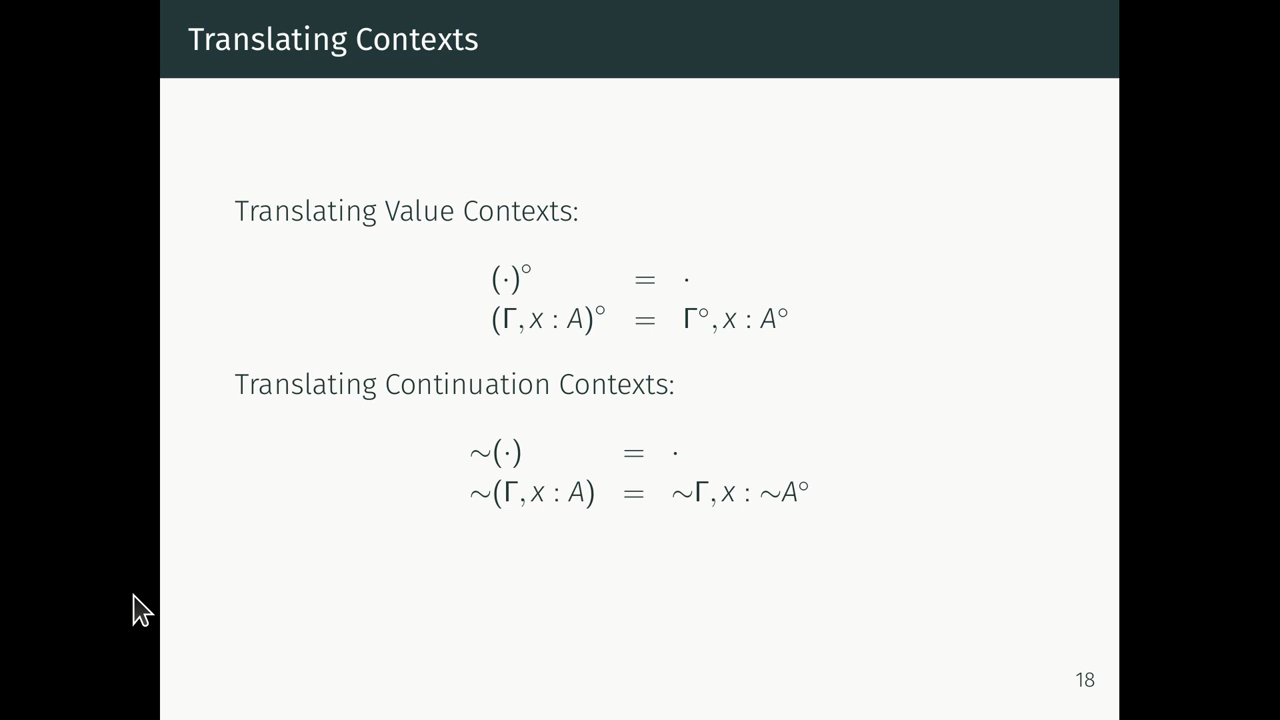 Translating Contexts
Translating Value Contexts:
(·)° = ·
(Γ, x : A)° = Γ°, x : A°
Translating Continuation Contexts:
∼(·) = ·
∼(Γ, x : A) = ∼Γ, x : ∼A°
18